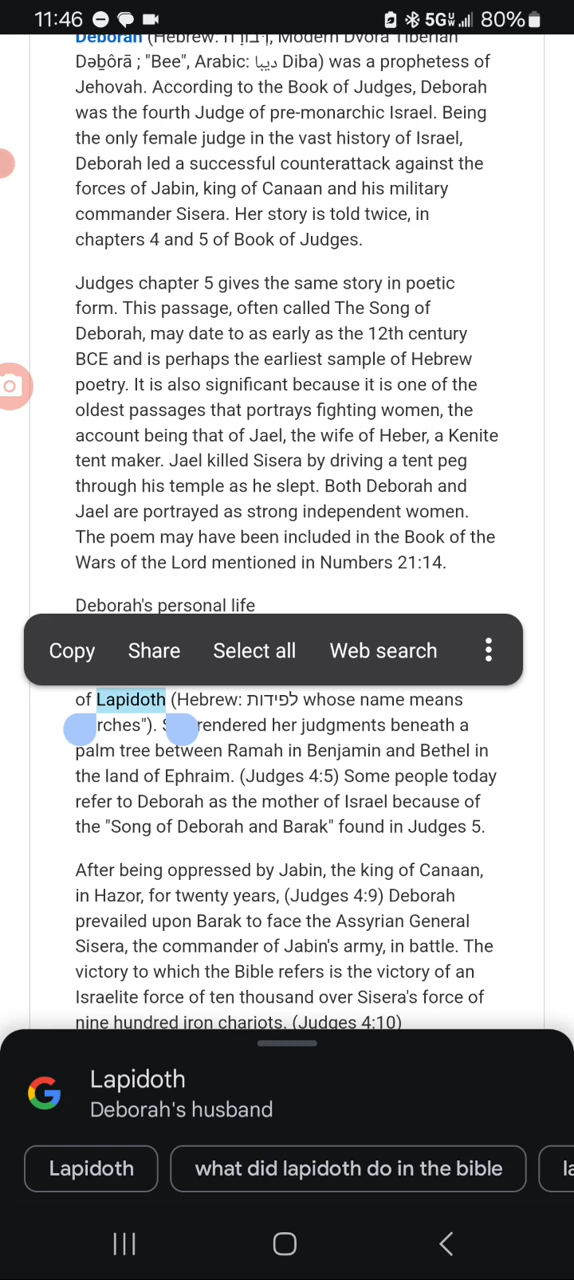 11:46
5G 80%
Deborah (Hebrew: דְּבוֹרָה, Modern Dvora Tiberian
Dəḇôrā ; "Bee", Arabic: ديبا Diba) was a prophetess of
Jehovah. According to the Book of Judges, Deborah
was the fourth Judge of pre-monarchic Israel. Being
the only female judge in the vast history of Israel,
Deborah led a successful counterattack against the
forces of Jabin, king of Canaan and his military
commander Sisera. Her story is told twice, in
chapters 4 and 5 of Book of Judges.
Judges chapter 5 gives the same story in poetic
form. This passage, often called The Song of
Deborah, may date to as early as the 12th century
BCE and is perhaps the earliest sample of Hebrew
poetry. It is also significant because it is one of the
oldest passages that portrays fighting women, the
account being that of Jael, the wife of Heber, a Kenite
tent maker. Jael killed Sisera by driving a tent peg
through his temple as he slept. Both Deborah and
Jael are portrayed as strong independent women.
The poem may have been included in the Book of the
Wars of the Lord mentioned in Numbers 21:14.
Deborah's personal life
Copy Share Select all Web search
of Lapidoth (Hebrew: לפידות whose name means
rches"). rendered her judgments beneath a
palm tree between Ramah in Benjamin and Bethel in
the land of Ephraim. (Judges 4:5) Some people today
refer to Deborah as the mother of Israel because of
the "Song of Deborah and Barak" found in Judges 5.
After being oppressed by Jabin, the king of Canaan,
in Hazor, for twenty years, (Judges 4:9) Deborah
prevailed upon Barak to face the Assyrian General
Sisera, the commander of Jabin's army, in battle. The
victory to which the Bible refers is the victory of an
Israelite force of ten thousand over Sisera's force of
nine hundred iron chariots. (Judges 4:10)
Lapidoth
Deborah's husband
Lapidoth what did lapidoth do in the bible la